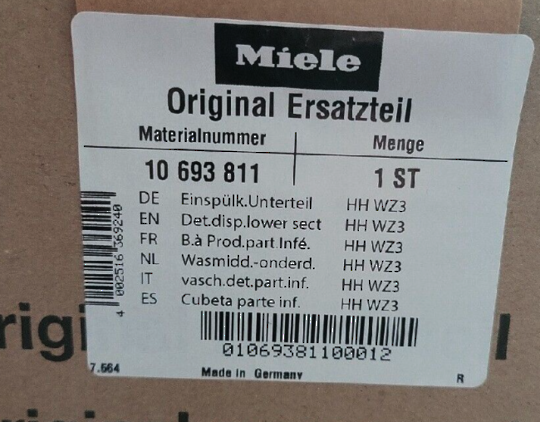 Miele
Original Ersatzteil
Materialnummer Menge
10 693 811 1 ST
DE Einspülk.Unterteil HH WZ3
EN Det.disp.lower sect HH WZ3
FR B.à Prod.part.Infé. HH WZ3
NL Wasmidd.-onderd. HH WZ3
IT vasch.det.part.inf. HH WZ3
ES Cubeta parte inf. HH WZ3
4 002516 369240
01069381100012
7.564 Made in Germany R